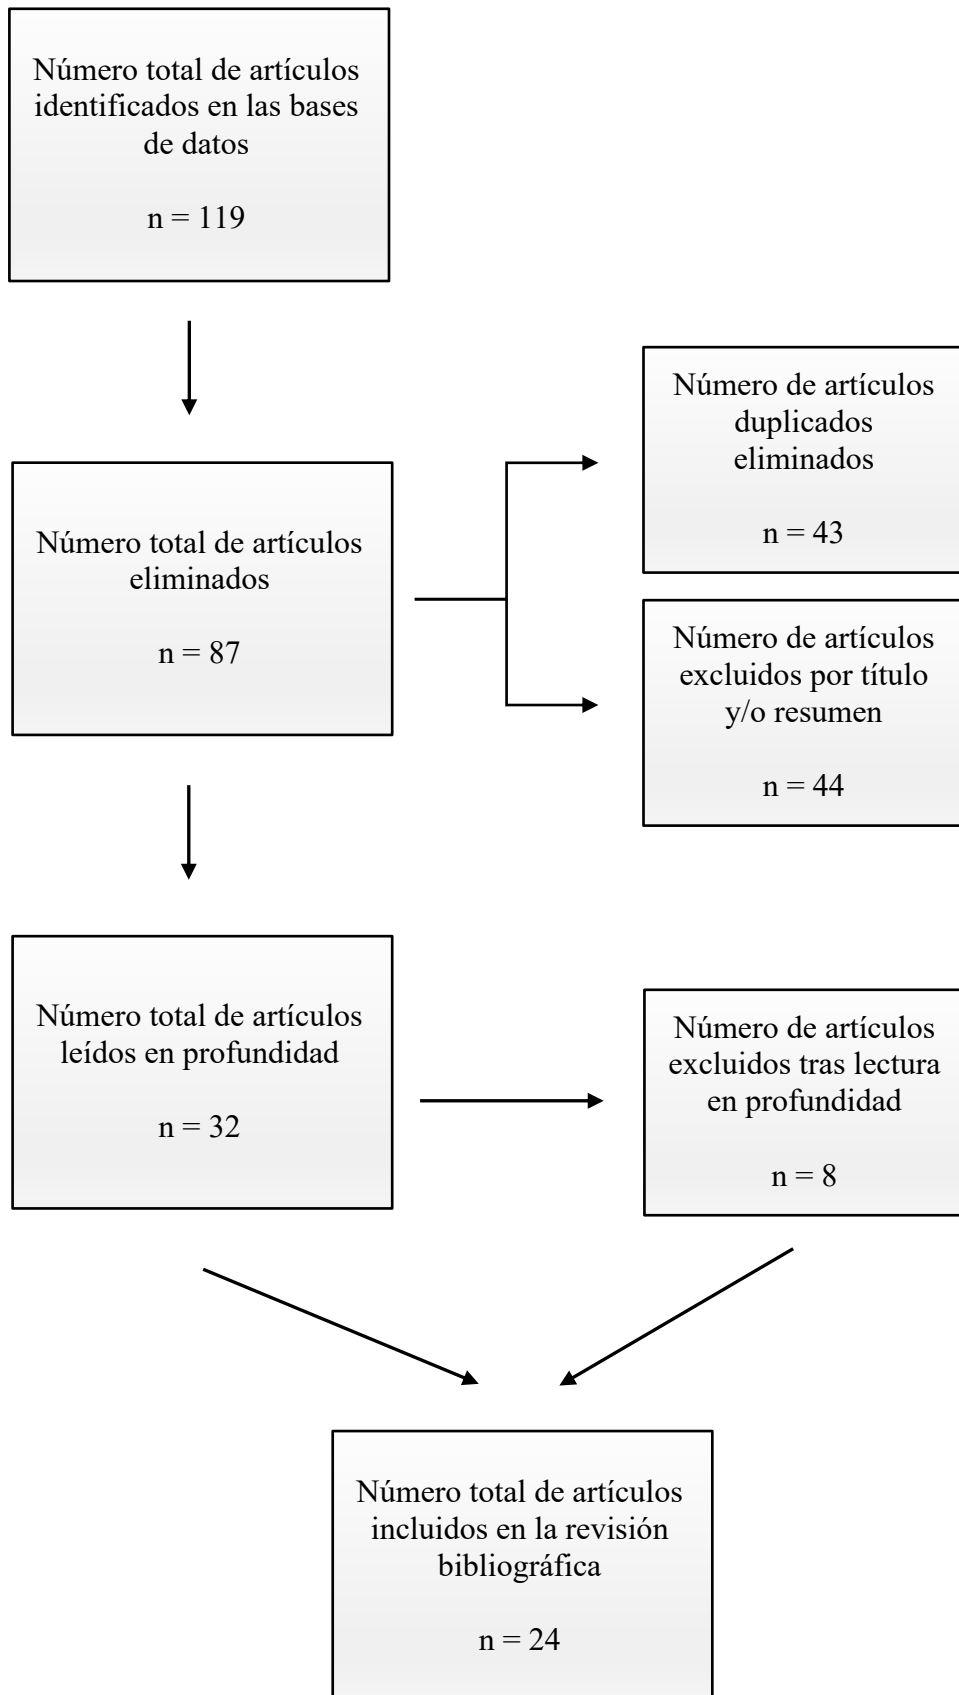 Número total de artículos
identificados en las bases
de datos
n = 119
Número total de artículos
eliminados
n = 87
Número de artículos
duplicados
eliminados
n = 43
Número de artículos
excluidos por título
y/o resumen
n = 44
Número total de artículos
leídos en profundidad
n = 32
Número de artículos
excluidos tras lectura
en profundidad
n = 8
Número total de artículos
incluidos en la revisión
bibliográfica
n = 24